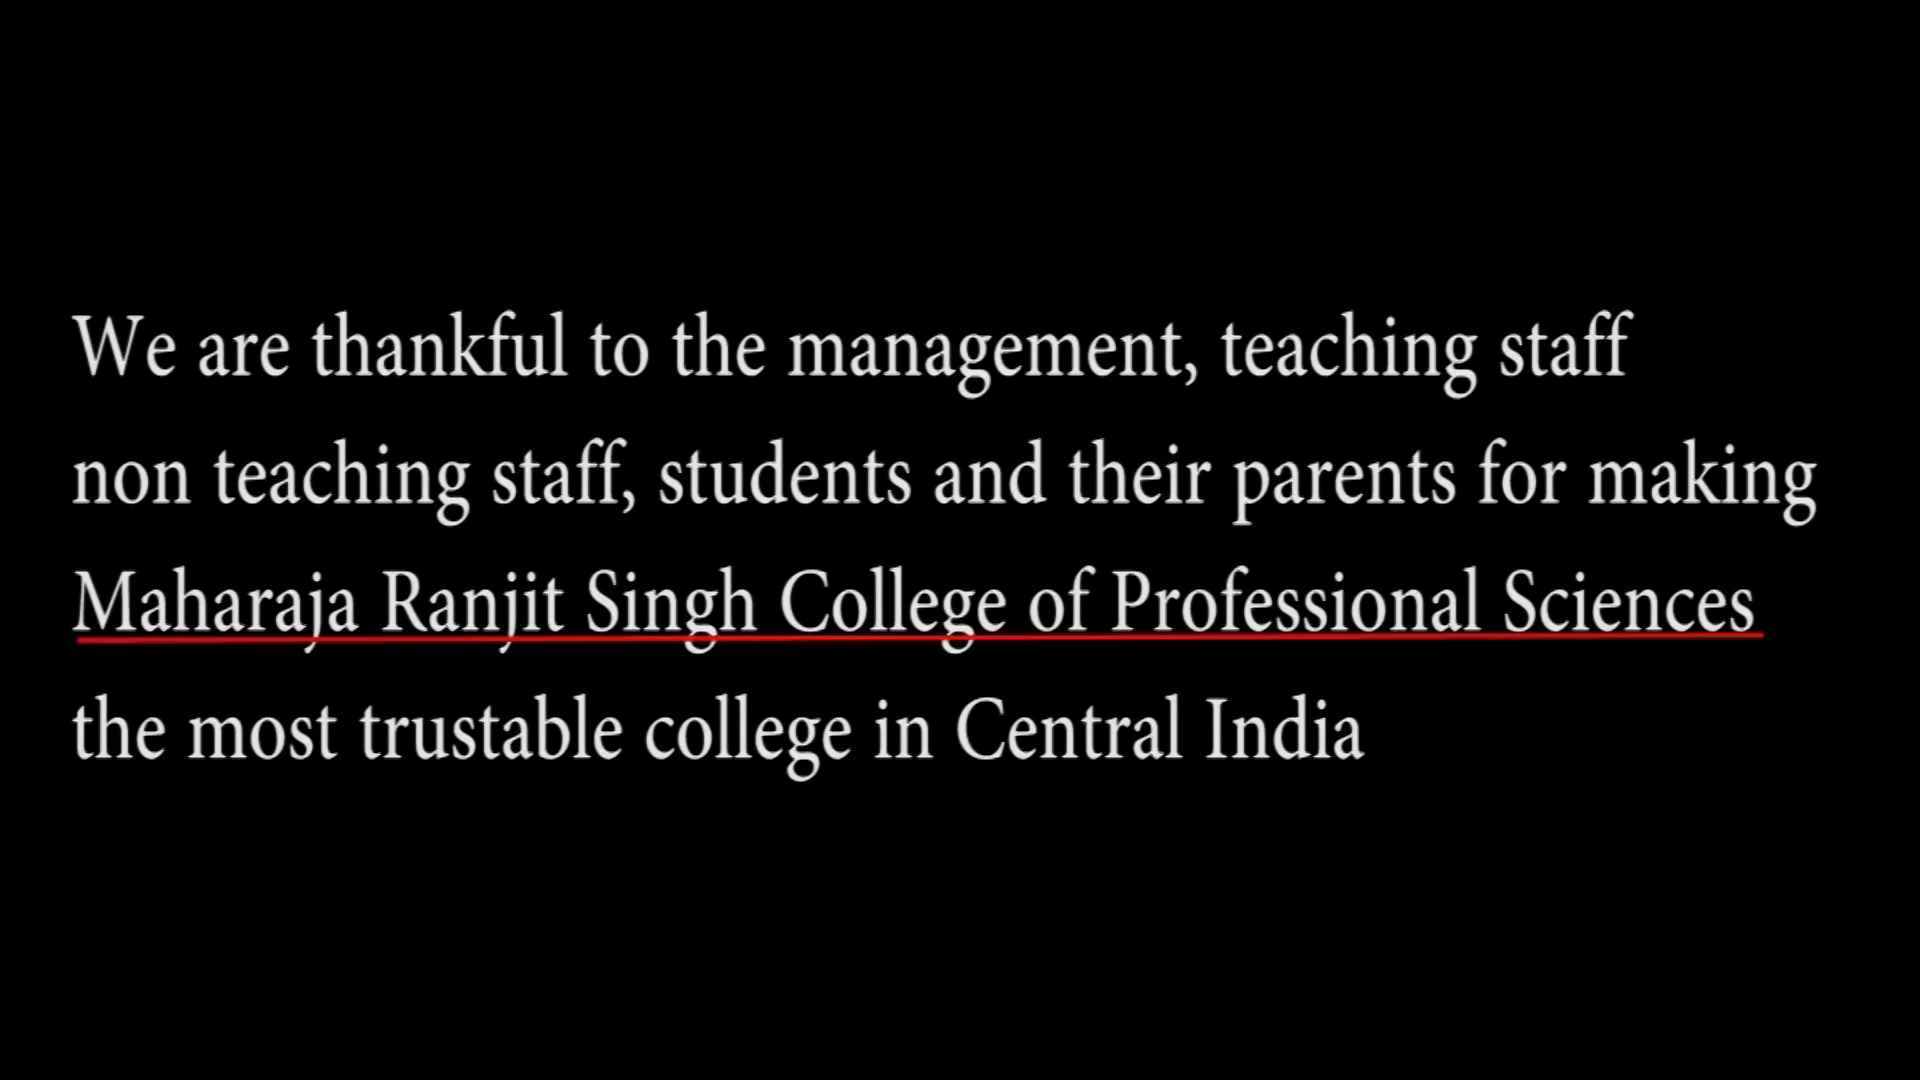 We are thankful to the management, teaching staff
non teaching staff, students and their parents for making
Maharaja Ranjit Singh College of Professional Sciences
the most trustable college in Central India